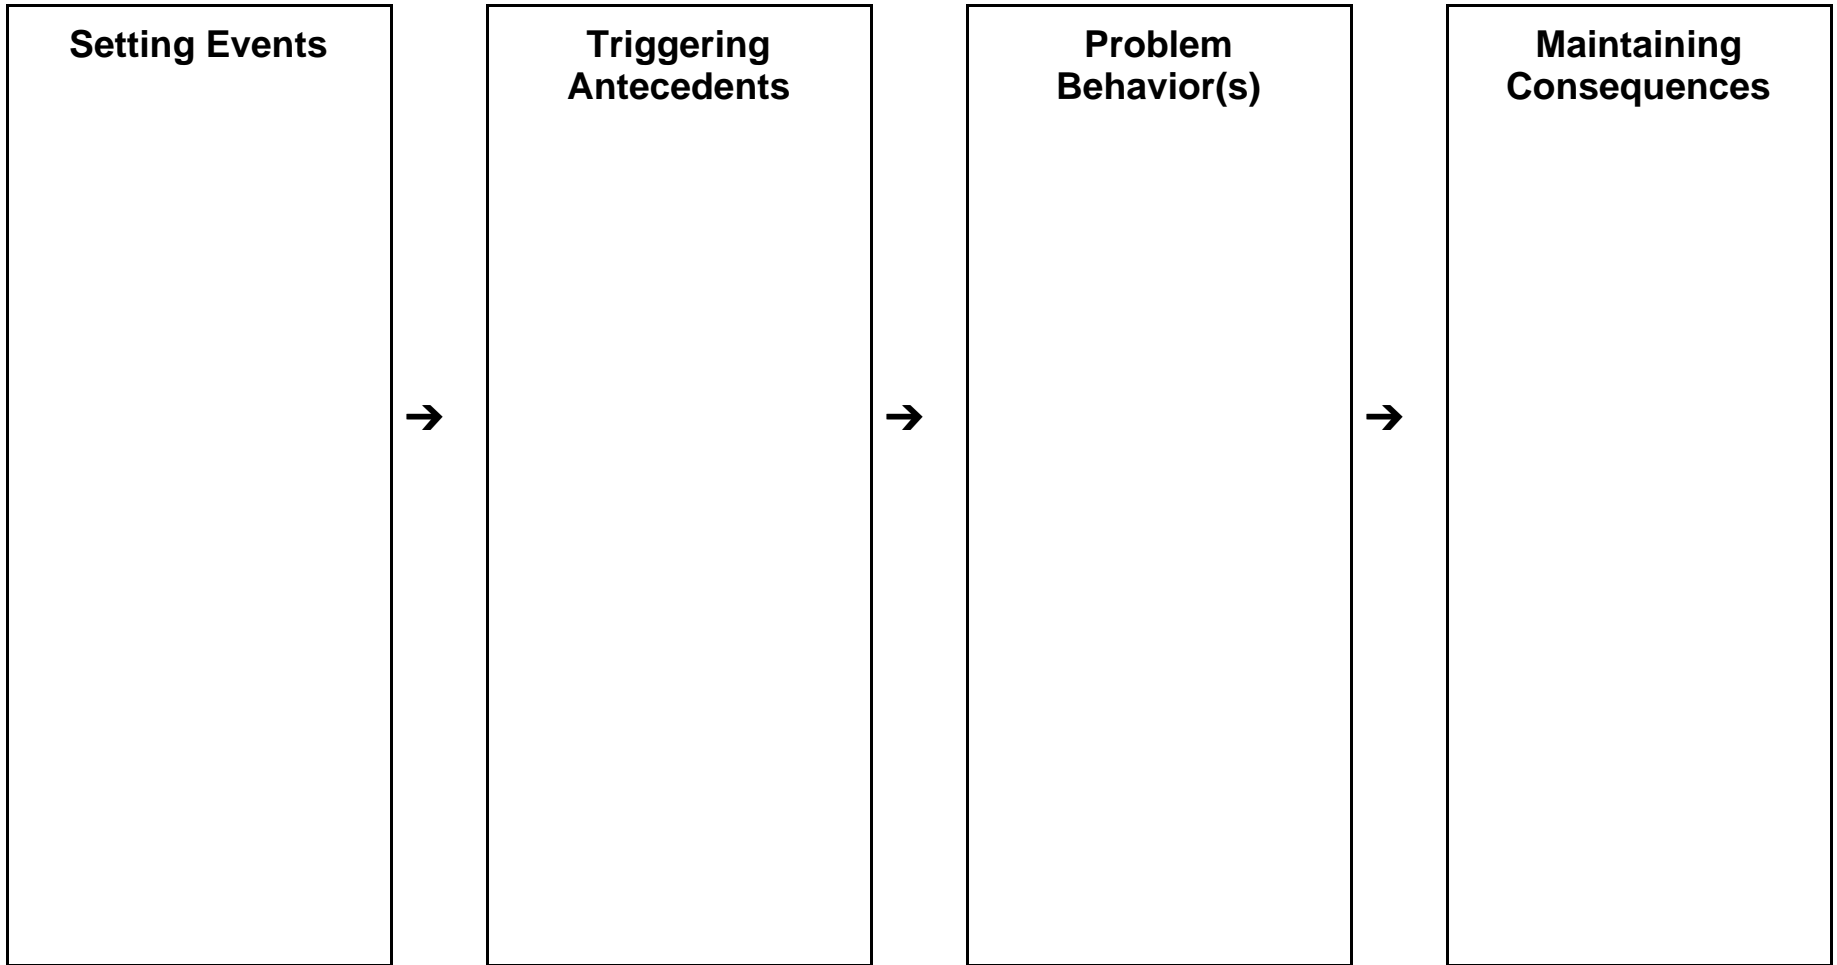 Setting Events
Triggering
Antecedents
Problem
Behavior(s)
Maintaining
Consequences
➔
➔
➔